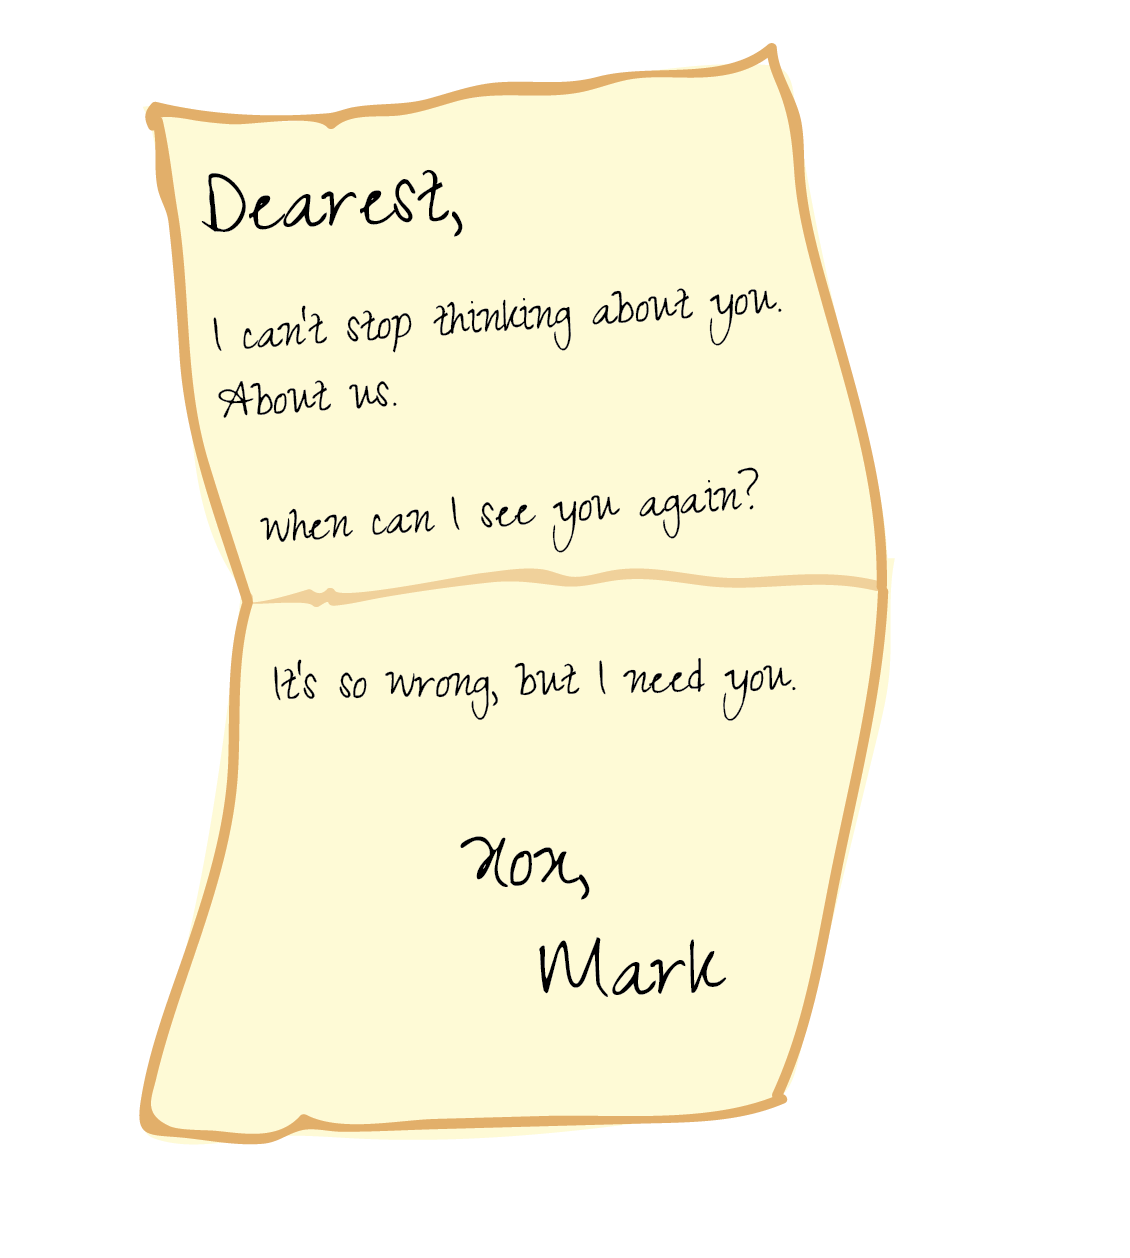 Dearest,
I can't stop thinking about you.
About us.
When can I see you again?
It's so wrong, but I need you.
xox,
Mark